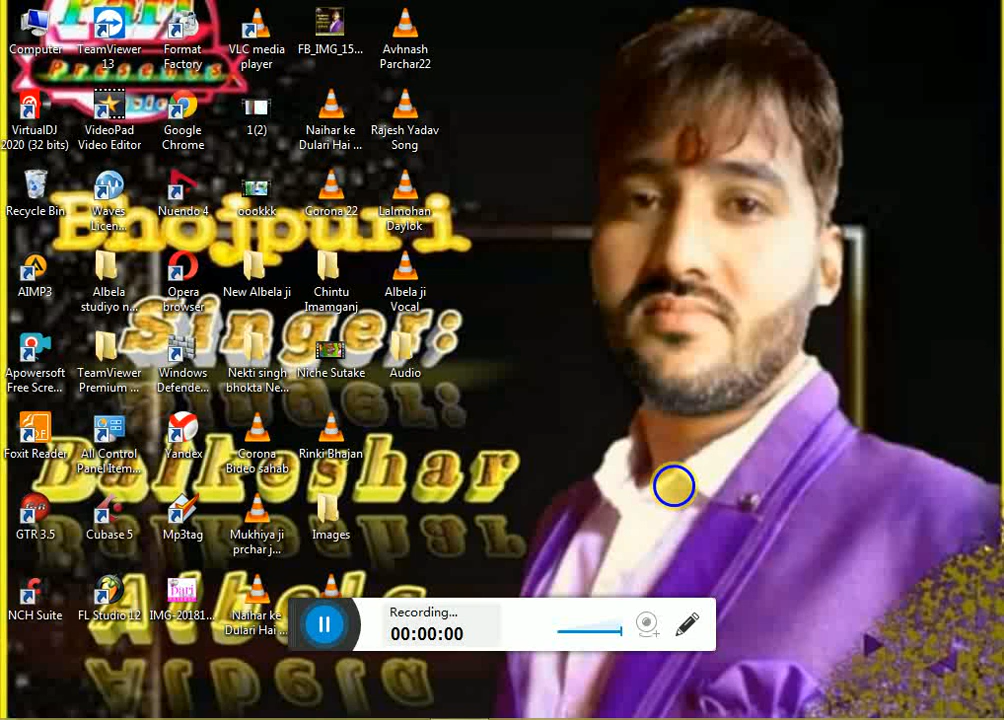 Pari
Presents
Bhojpuri
Singer:
Balkeshar
Albela
Computer
TeamViewer
13
Format
Factory
VLC media
player
FB_IMG_15...
Avhnash
Parchar22
VirtualDJ
2020 (32 bits)
VideoPad
Video Editor
Google
Chrome
1(2)
Naihar ke
Dulari Hai ...
Rajesh Yadav
Song
Recycle Bin
Waves
Licen...
Nuendo 4
oookkk
Corona 22
Lalmohan
Daylok
AIMP3
Albela
studiyo n...
Opera
browser
New Albela ji
Chintu
Imamganj
Albela ji
Vocal
Apowersoft
Free Scre...
TeamViewer
Premium ...
Windows
Defende...
Nekti singh
bhokta Ne...
Niche Sutake
Audio
Foxit Reader
All Control
Panel Item...
Yandex
Corona
Bideo sahab
Rinki Bhajan
GTR 3.5
Cubase 5
Mp3tag
Mukhiya ji
prchar j...
Images
NCH Suite
FL Studio 12
IMG-20181...
Naihar ke
Dulari Hai ...
Recording...
00:00:00